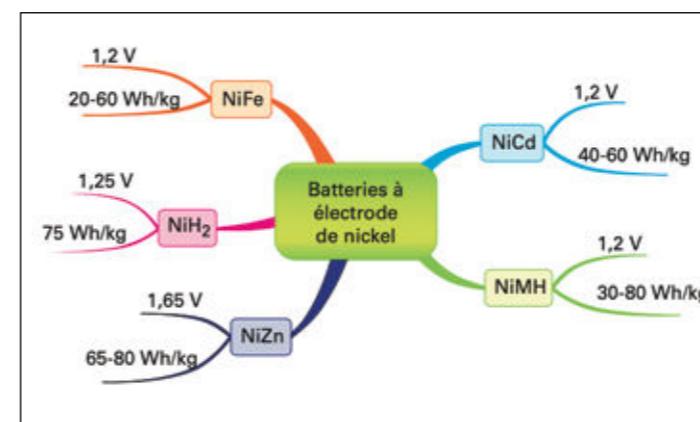 1,2 V
20-60 Wh/kg
NiFe
1,25 V
75 Wh/kg
NiH₂
1,65 V
65-80 Wh/kg
NiZn
Batteries à
électrode
de nickel
1,2 V
NiCd
40-60 Wh/kg
1,2 V
NiMH
30-80 Wh/kg